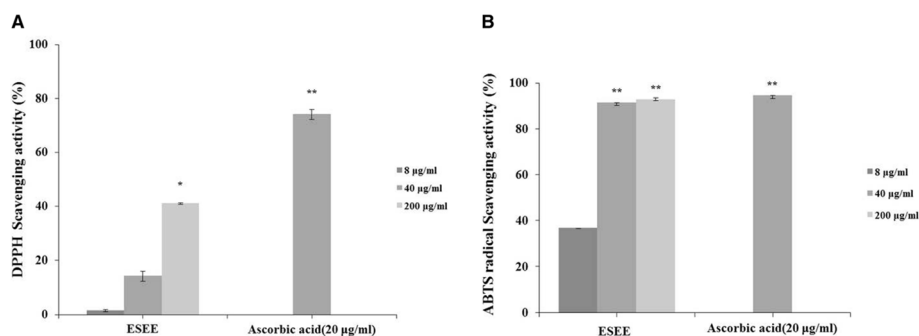 A
DPPH Scavenging activity (%)
100
80
60
40
20
0
*
**
ESEE
Ascorbic acid(20 μg/ml)
8 μg/ml
40 μg/ml
200 μg/ml
B
ABTS radical Scavenging activity (%)
100
80
60
40
20
0
**
**
**
ESEE
Ascorbic acid(20 μg/ml)
8 μg/ml
40 μg/ml
200 μg/ml